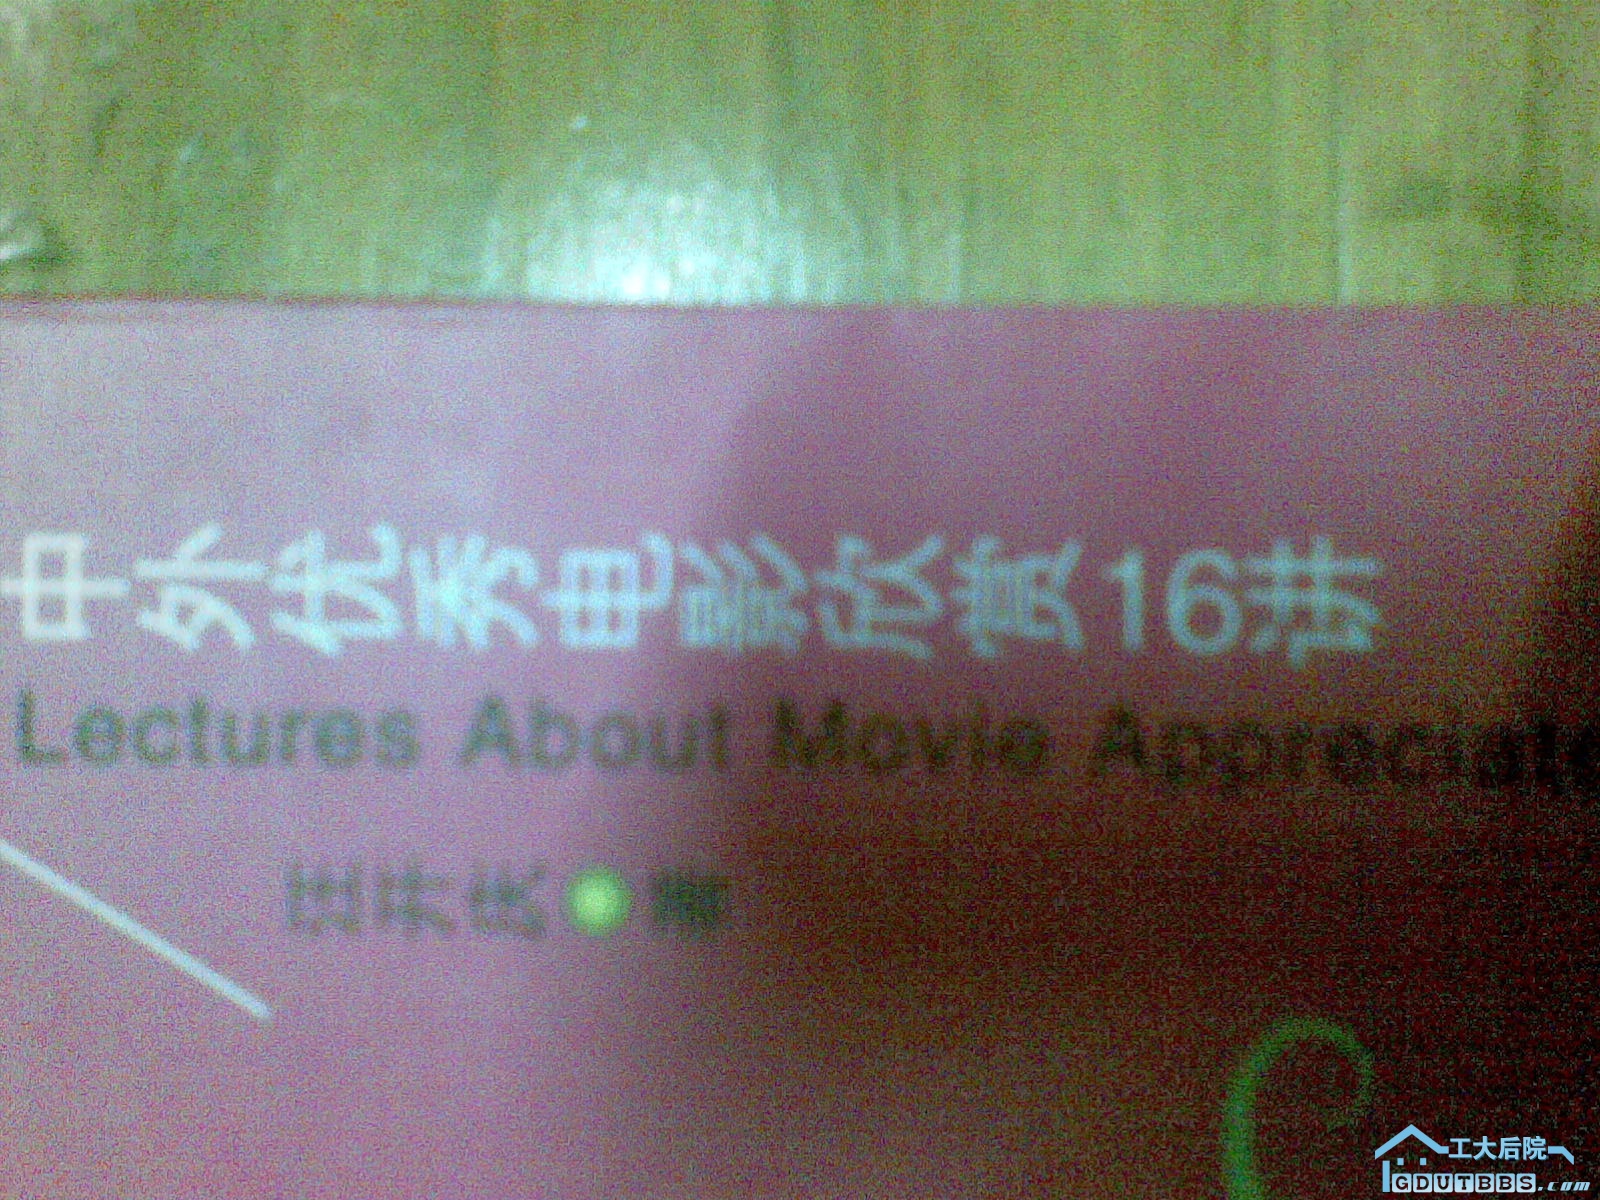 中外优秀电影欣赏16讲
Lectures About Movie Appreciat
工大后院
GDUTBBS.com